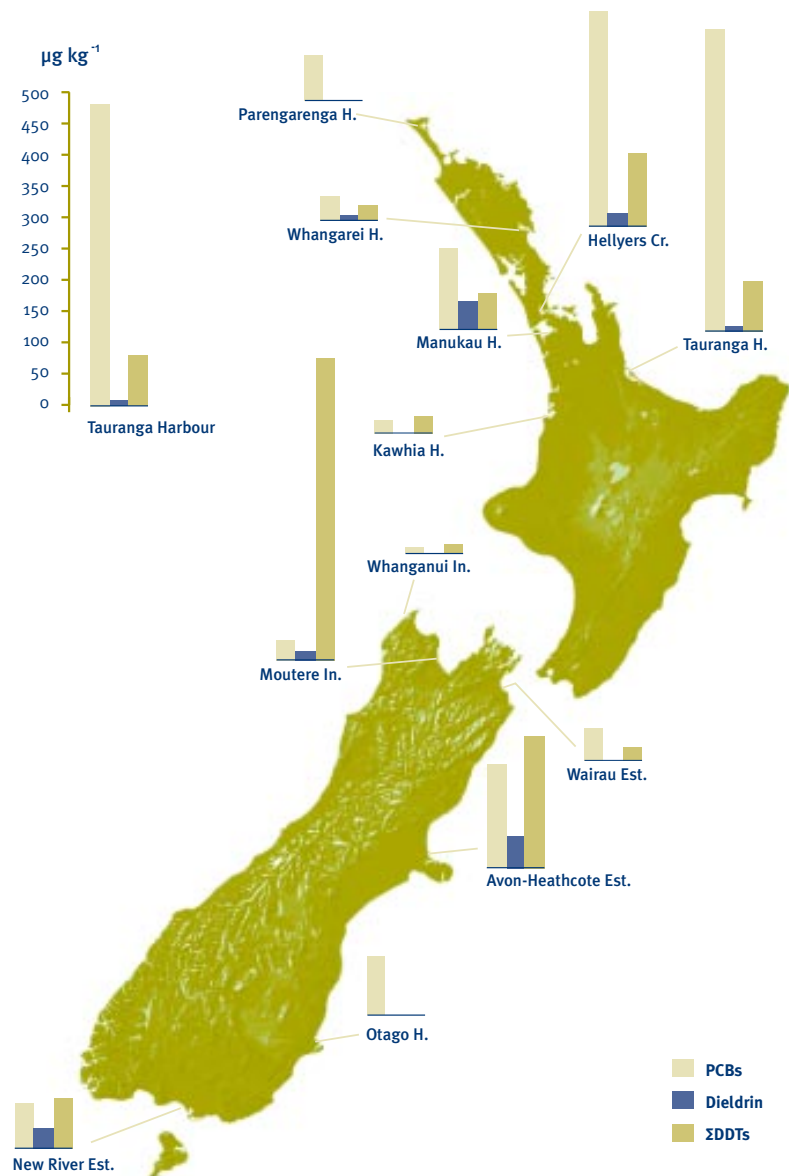 µg kg⁻¹
500
450
400
350
300
250
200
150
100
50
0
Tauranga Harbour
Parengarenga H.
Whangarei H.
Hellyers Cr.
Manukau H.
Tauranga H.
Kawhia H.
Whanganui In.
Moutere In.
Wairau Est.
Avon-Heathcote Est.
Otago H.
New River Est.
PCBs
Dieldrin
ΣDDTs